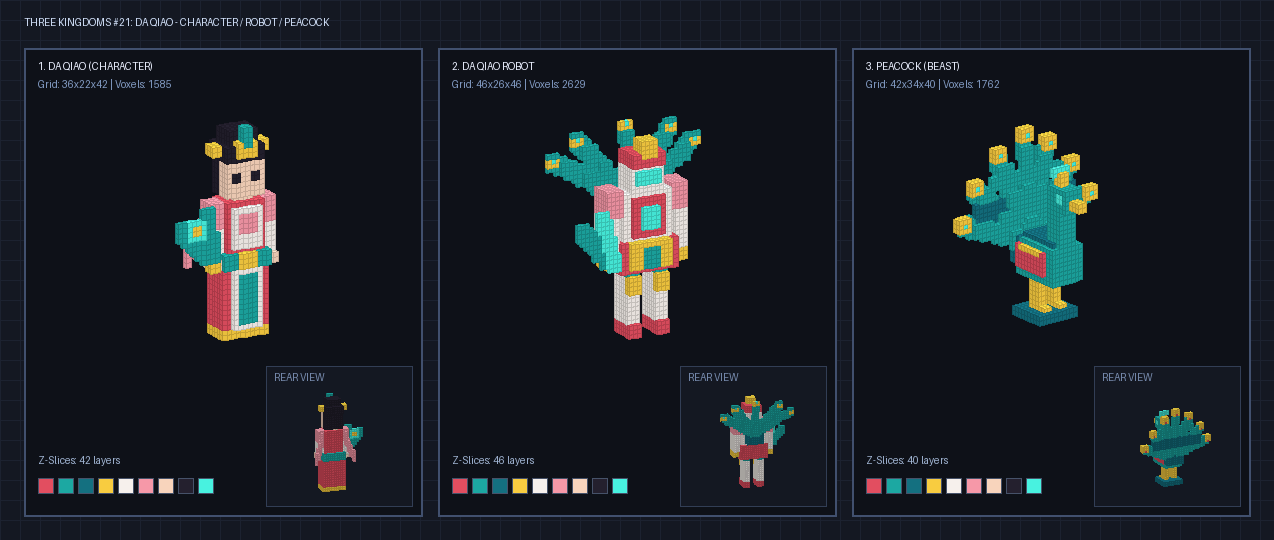 THREE KINGDOMS #21: DA QIAO - CHARACTER / ROBOT / PEACOCK
1. DA QIAO (CHARACTER)
Grid: 36x22x42 | Voxels: 1585
REAR VIEW
Z-Slices: 42 layers
2. DA QIAO ROBOT
Grid: 46x26x46 | Voxels: 2629
REAR VIEW
Z-Slices: 46 layers
3. PEACOCK (BEAST)
Grid: 42x34x40 | Voxels: 1762
REAR VIEW
Z-Slices: 40 layers